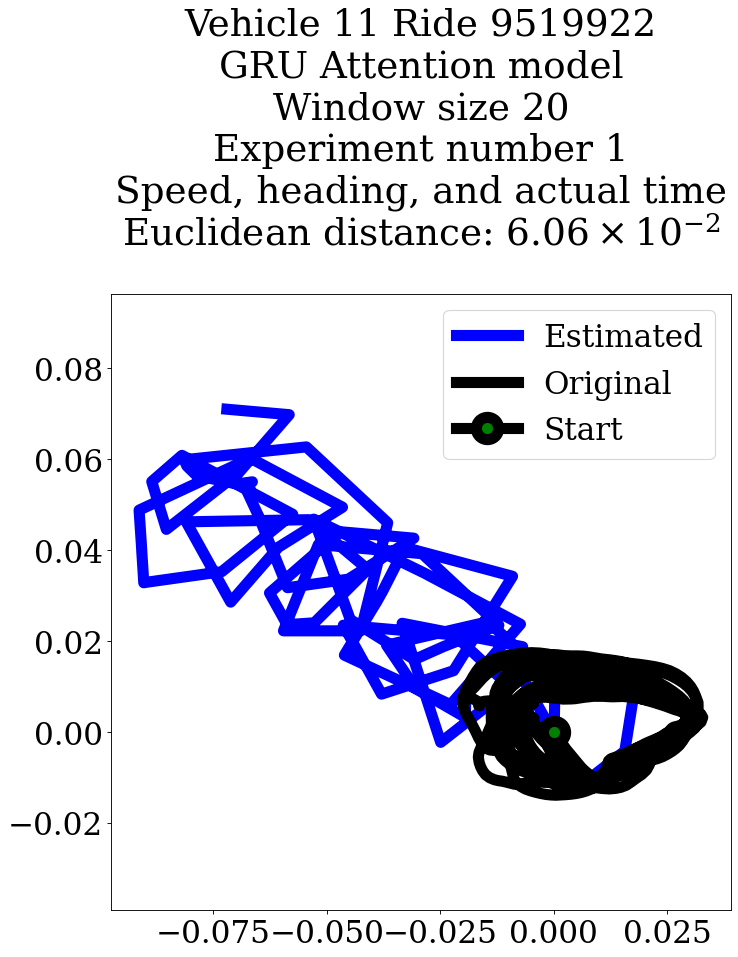 Vehicle 11 Ride 9519922
GRU Attention model
Window size 20
Experiment number 1
Speed, heading, and actual time
Euclidean distance: 6.06 × 10⁻²
Estimated
Original
Start
0.08
0.06
0.04
0.02
0.00
−0.02
−0.075 −0.050 −0.025 0.000 0.025